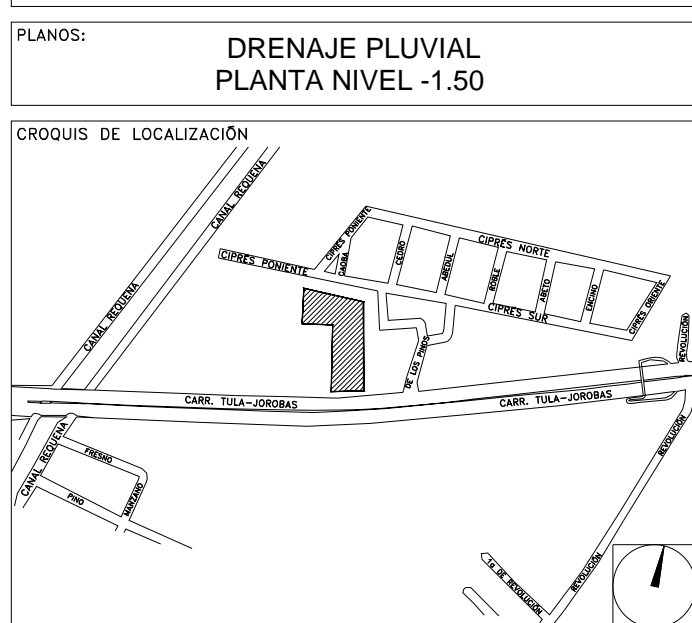 PLANOS:
DRENAJE PLUVIAL
PLANTA NIVEL -1.50
CROQUIS DE LOCALIZACIÓN
CANAL REQUENA
CANAL REQUENA
CIPRES PONIENTE
CIPRES PONIENTE
CAOBA
CEDRO
ABEDUL
ROBLE
ABETO
ENCINO
CIPRES NORTE
CIPRES SUR
CIPRES ORIENTE
REVOLUCIÓN
DE LOS PINOS
CARR. TULA-JOROBAS
CARR. TULA-JOROBAS
CANAL REQUENA
FRESNO
PINO
MANZANO
REVOLUCIÓN
REVOLUCIÓN
1a DE REVOLUCIÓN